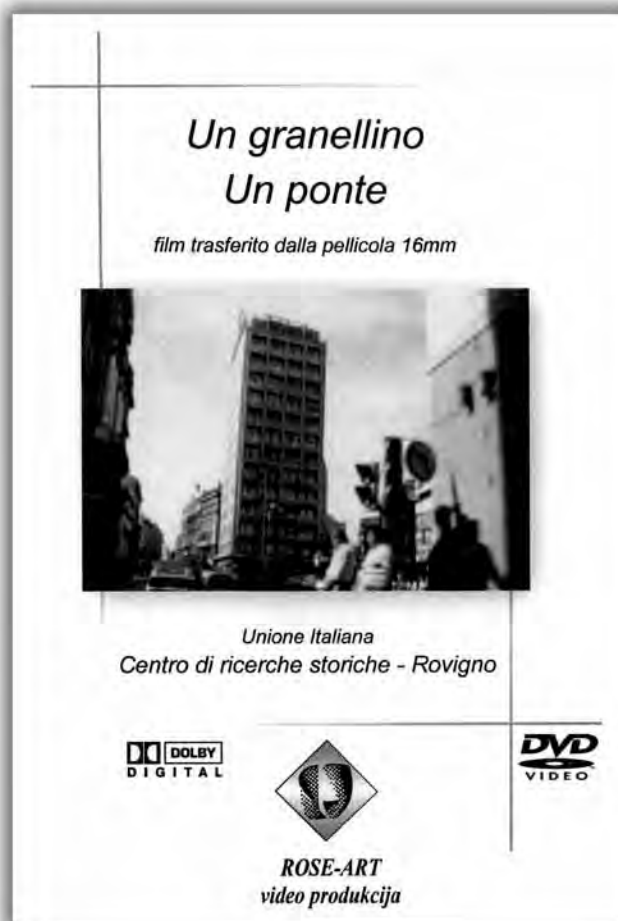 Un granellino
Un ponte
film trasferito dalla pellicola 16mm
Unione Italiana
Centro di ricerche storiche - Rovigno
DOLBY
DIGITAL
DVD
VIDEO
ROSE-ART
video produkcija